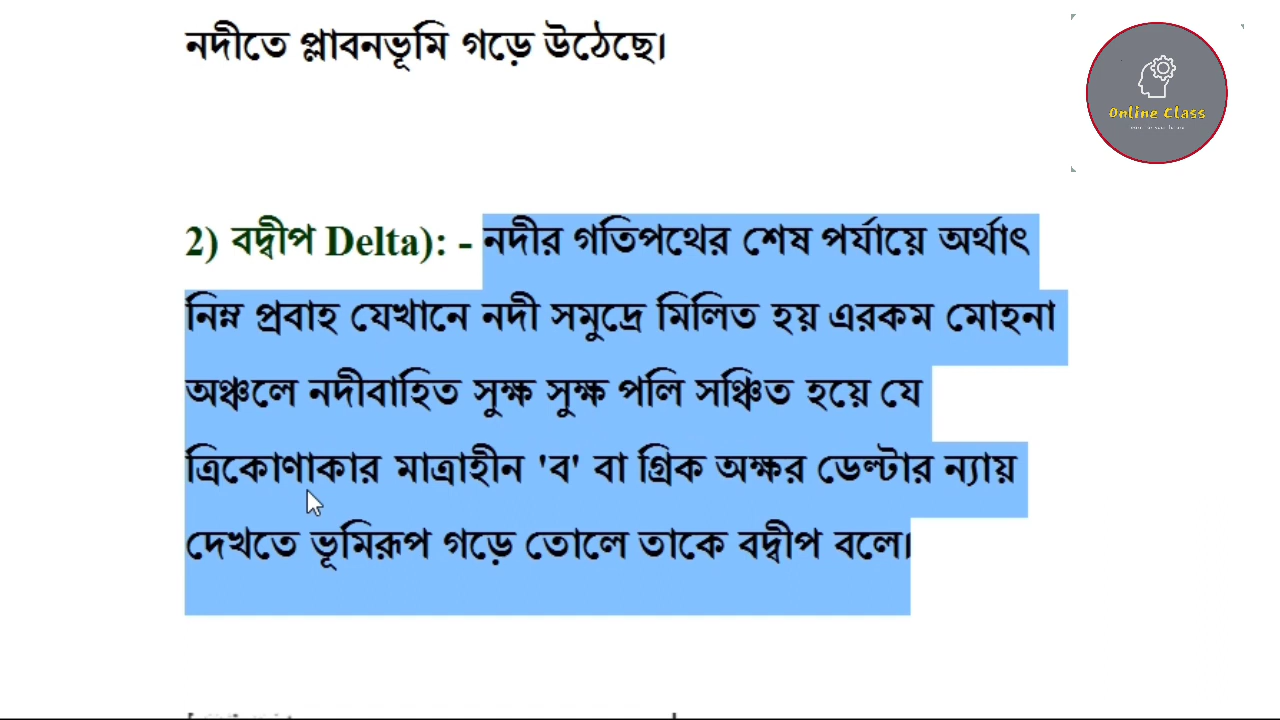 নদীতে প্লাবনভূমি গড়ে উঠেছে।
Online Class
2) বদ্বীপ Delta): - নদীর গতিপথের শেষ পর্যায়ে অর্থাৎ
নিম্ন প্রবাহ যেখানে নদী সমুদ্রে মিলিত হয় এরকম মোহনা
অঞ্চলে নদীবাহিত সুক্ষ সুক্ষ পলি সঞ্চিত হয়ে যে
ত্রিকোণাকার মাত্রাহীন 'ব' বা গ্রিক অক্ষর ডেল্টার ন্যায়
দেখতে ভূমিরূপ গড়ে তোলে তাকে বদ্বীপ বলে।